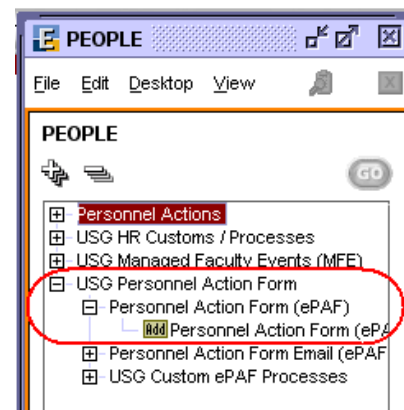 E PEOPLE
File Edit Desktop View
PEOPLE
GO
Personnel Actions
USG HR Customs / Processes
USG Managed Faculty Events (MFE)
USG Personnel Action Form
Personnel Action Form (ePAF)
Add Personnel Action Form (ePA
Personnel Action Form Email (ePAF
USG Custom ePAF Processes